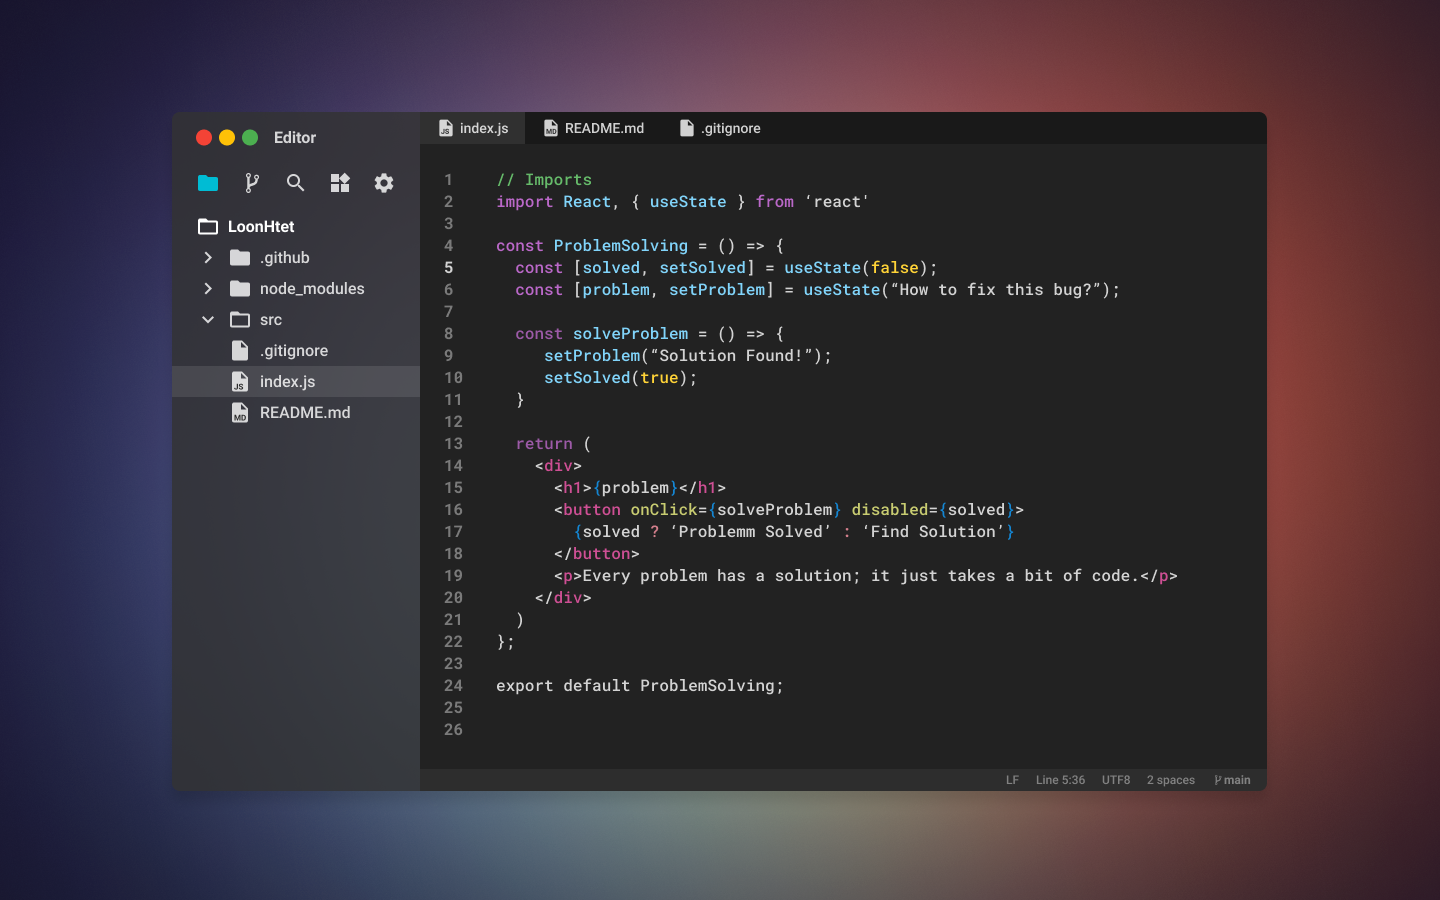 Editor
LoonHtet
.github
node_modules
src
.gitignore
index.js
README.md
index.js README.md .gitignore
1 // Imports
2 import React, { useState } from ‘react'
3
4 const ProblemSolving = () => {
5 const [solved, setSolved] = useState(false);
6 const [problem, setProblem] = useState(“How to fix this bug?”);
7
8 const solveProblem = () => {
9 setProblem(“Solution Found!”);
10 setSolved(true);
11 }
12
13 return (
14 <div>
15 <h1>{problem}</h1>
16 <button onClick={solveProblem} disabled={solved}>
17 {solved ? ‘Problemm Solved’ : ‘Find Solution’}
18 </button>
19 <p>Every problem has a solution; it just takes a bit of code.</p>
20 </div>
21 )
22 };
23
24 export default ProblemSolving;
25
26
LF Line 5:36 UTF8 2 spaces main